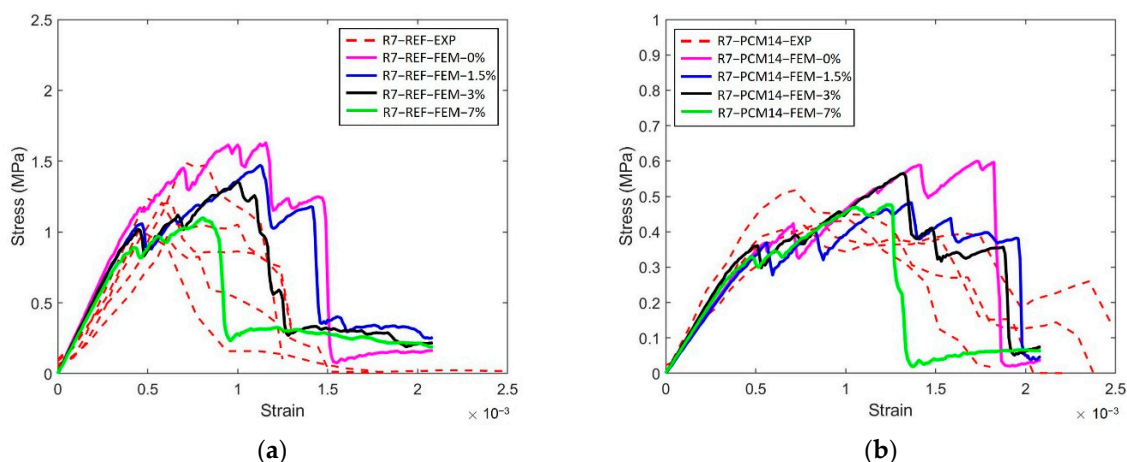 2.5
2
1.5
1
0.5
0
Stress (MPa)
R7-REF-EXP
R7-REF-FEM-0%
R7-REF-FEM-1.5%
R7-REF-FEM-3%
R7-REF-FEM-7%
0 0.5 1 1.5 2 2.5
Strain
× 10⁻³
(a)
1
0.9
0.8
0.7
0.6
0.5
0.4
0.3
0.2
0.1
0
Stress (MPa)
R7-PCM14-EXP
R7-PCM14-FEM-0%
R7-PCM14-FEM-1.5%
R7-PCM14-FEM-3%
R7-PCM14-FEM-7%
0 0.5 1 1.5 2 2.5
Strain
× 10⁻³
(b)